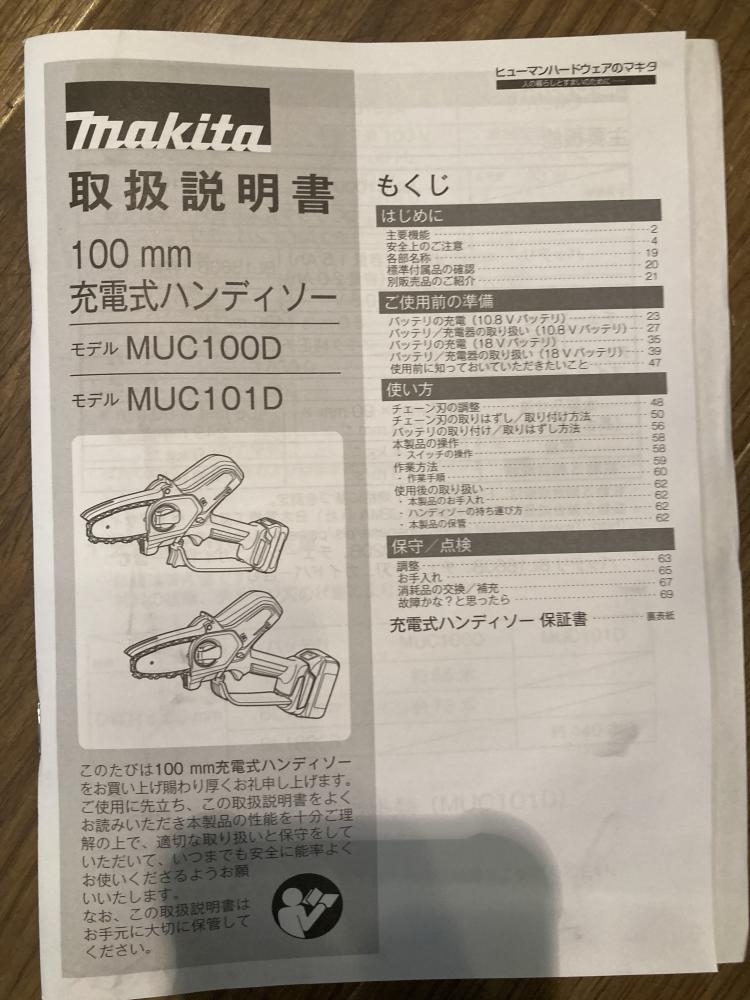 makita
取扱説明書
100 mm
充電式ハンディソー
モデル MUC100D
モデル MUC101D
このたびは100 mm充電式ハンディソー
をお買い上げ賜わり厚くお礼申し上げます。
ご使用に先立ち、この取扱説明書をよく
お読みいただき本製品の性能を十分ご理
解の上で、適切な取り扱いと保守をして
いただいて、いつまでも安全に能率よく
お使いくださるようお願
いいたします。
なお、この取扱説明書は
お手元に大切に保管して
ください。
ヒューマンハードウェアのマキタ
人の暮らしとすまいのために……
もくじ
はじめに
主要機能 2
安全上のご注意 4
各部名称 19
標準付属品の確認 20
別販売品のご紹介 21
ご使用前の準備
バッテリの充電（10.8 V バッテリ） 23
バッテリ／充電器の取り扱い（10.8 V バッテリ） 27
バッテリの充電（18 V バッテリ） 35
バッテリ／充電器の取り扱い（18 V バッテリ） 39
使用前に知っておいていただきたいこと 47
使い方
チェーン刃の調整 48
チェーン刃の取りはずし／取り付け方法 50
バッテリの取り付け／取りはずし方法 56
本製品の操作 58
・スイッチの操作 58
作業方法 59
・作業手順 60
使用後の取り扱い 62
・本製品のお手入れ 62
・ハンディソーの持ち運び方 62
・本製品の保管 62
保守／点検
調整 63
お手入れ 65
消耗品の交換／補充 67
故障かな？と思ったら 69
充電式ハンディソー 保証書 裏表紙